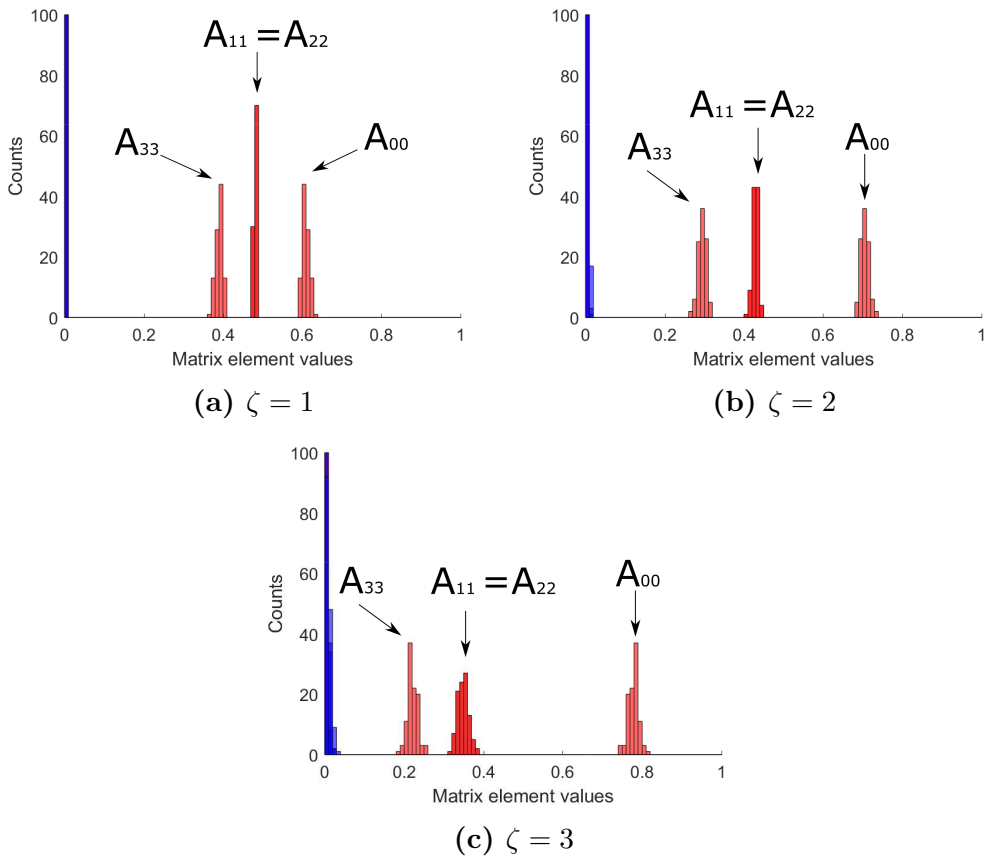 100
80
60
40
20
0
Counts
A₃₃
A₁₁ = A₂₂
A₀₀
0 0.2 0.4 0.6 0.8 1
Matrix element values
(a) ζ = 1
100
80
60
40
20
0
Counts
A₃₃
A₁₁ = A₂₂
A₀₀
0 0.2 0.4 0.6 0.8 1
Matrix element values
(b) ζ = 2
100
80
60
40
20
0
Counts
A₃₃
A₁₁ = A₂₂
A₀₀
0 0.2 0.4 0.6 0.8 1
Matrix element values
(c) ζ = 3